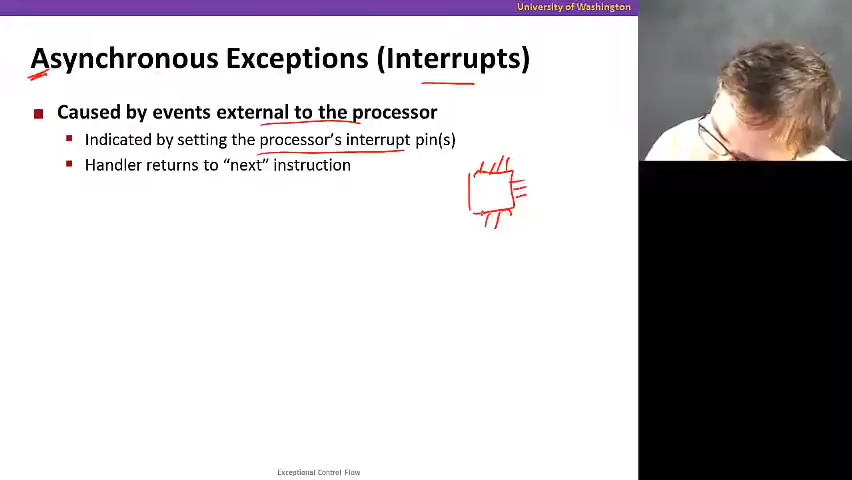 University of Washington
Asynchronous Exceptions (Interrupts)
Caused by events external to the processor
Indicated by setting the processor's interrupt pin(s)
Handler returns to “next” instruction
Exceptional Control Flow